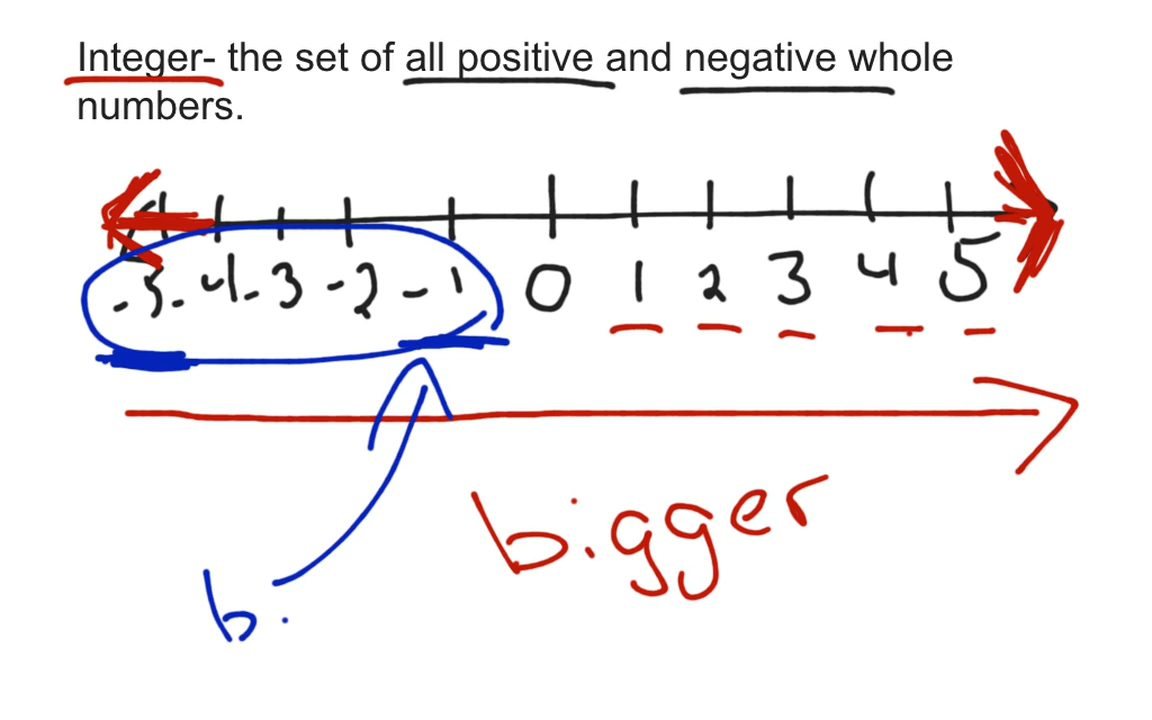 Integer- the set of all positive and negative whole
numbers.
-5 -4 -3 -2 -1 0 1 2 3 4 5
bigger
b.